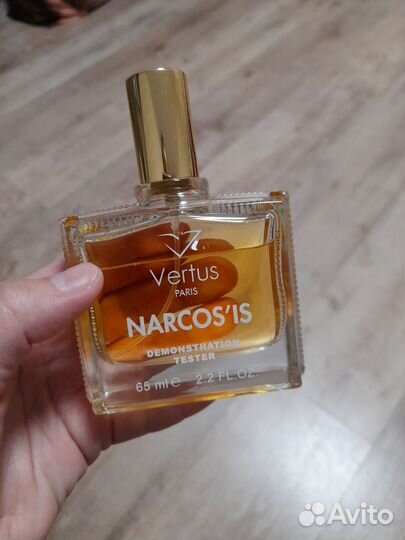 Vertus
PARIS
NARCOS'IS
DEMONSTRATION
TESTER
65 ml e 2.2 FL.OZ.
Avito